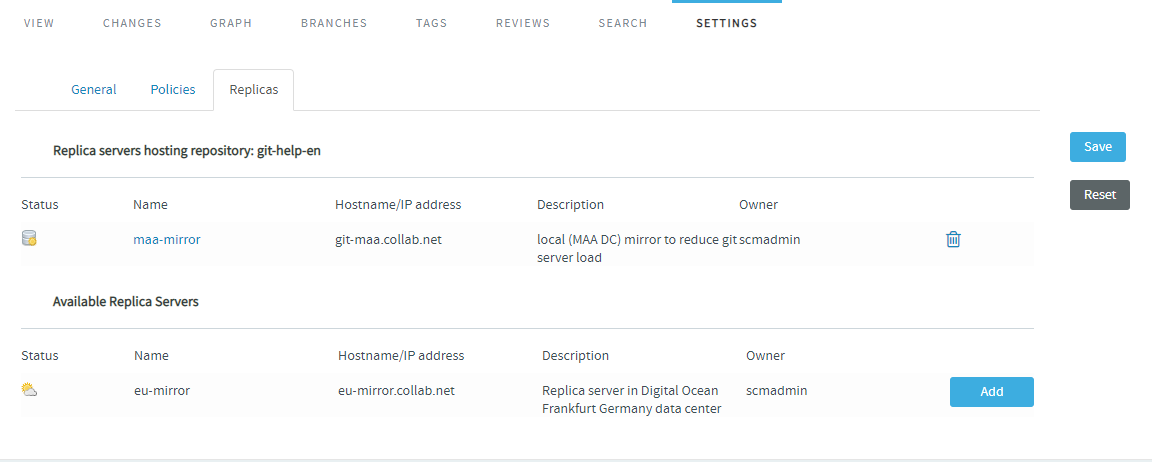 VIEW CHANGES GRAPH BRANCHES TAGS REVIEWS SEARCH SETTINGS
General Policies Replicas
Replica servers hosting repository: git-help-en
Save
Reset
Status Name Hostname/IP address Description Owner
maa-mirror git-maa.collab.net local (MAA DC) mirror to reduce git scmadmin
server load
Available Replica Servers
Status Name Hostname/IP address Description Owner
eu-mirror eu-mirror.collab.net Replica server in Digital Ocean scmadmin Add
Frankfurt Germany data center